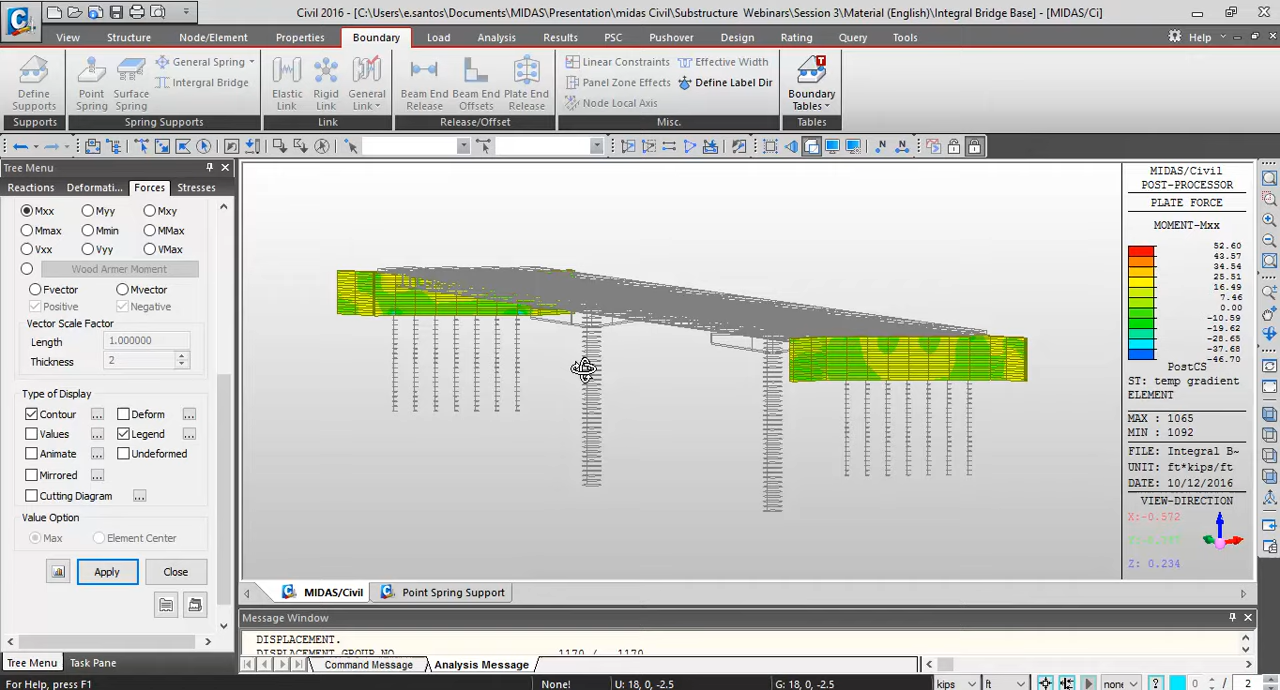 Civil 2016 - [C:\Users\e.santos\Documents\MIDAS\Presentation\midas Civil\Substructure Webinars\Session 3\Material (English)\Integral Bridge Base] - [MIDAS/Ci]
View Structure Node/Element Properties Boundary Load Analysis Results PSC Pushover Design Rating Query Tools Help
Define Supports
Point Spring
Surface Spring
General Spring
Intergral Bridge
Elastic Link
Rigid Link
General Link
Beam End Release
Beam End Offsets
Plate End Release
Linear Constraints
Effective Width
Panel Zone Effects
Define Label Dir
Node Local Axis
Boundary Tables
Supports Spring Supports Link Release/Offset Misc. Tables
Tree Menu
Reactions Deformati... Forces Stresses
Mxx Myy Mxy
Mmax Mmin MMax
Vxx Vyy VMax
Wood Armer Moment
Fvector Mvector
Positive Negative
Vector Scale Factor
Length 1.000000
Thickness 2
Type of Display
Contour ... Deform ...
Values ... Legend ...
Animate ... Undeformed
Mirrored ...
Cutting Diagram ...
Value Option
Max Element Center
Apply Close
Tree Menu Task Pane
MIDAS/Civil
POST-PROCESSOR
PLATE FORCE
MOMENT-Mxx
52.60
43.57
34.54
25.51
16.49
7.46
0.00
-10.59
-19.62
-28.65
-37.68
-46.70
PostCS
ST: temp gradient
ELEMENT
MAX : 1065
MIN : 1092
FILE: Integral B~
UNIT: ft*kips/ft
DATE: 10/12/2016
VIEW-DIRECTION
X:-0.572
Z: 0.234
MIDAS/Civil Point Spring Support
Message Window
DISPLACEMENT.
DISPLACEMENT GROUP NO. 1170 / 1170
Command Message Analysis Message
For Help, press F1 None! U: 18, 0, -2.5 G: 18, 0, -2.5 kips ft none ? 0 / 2